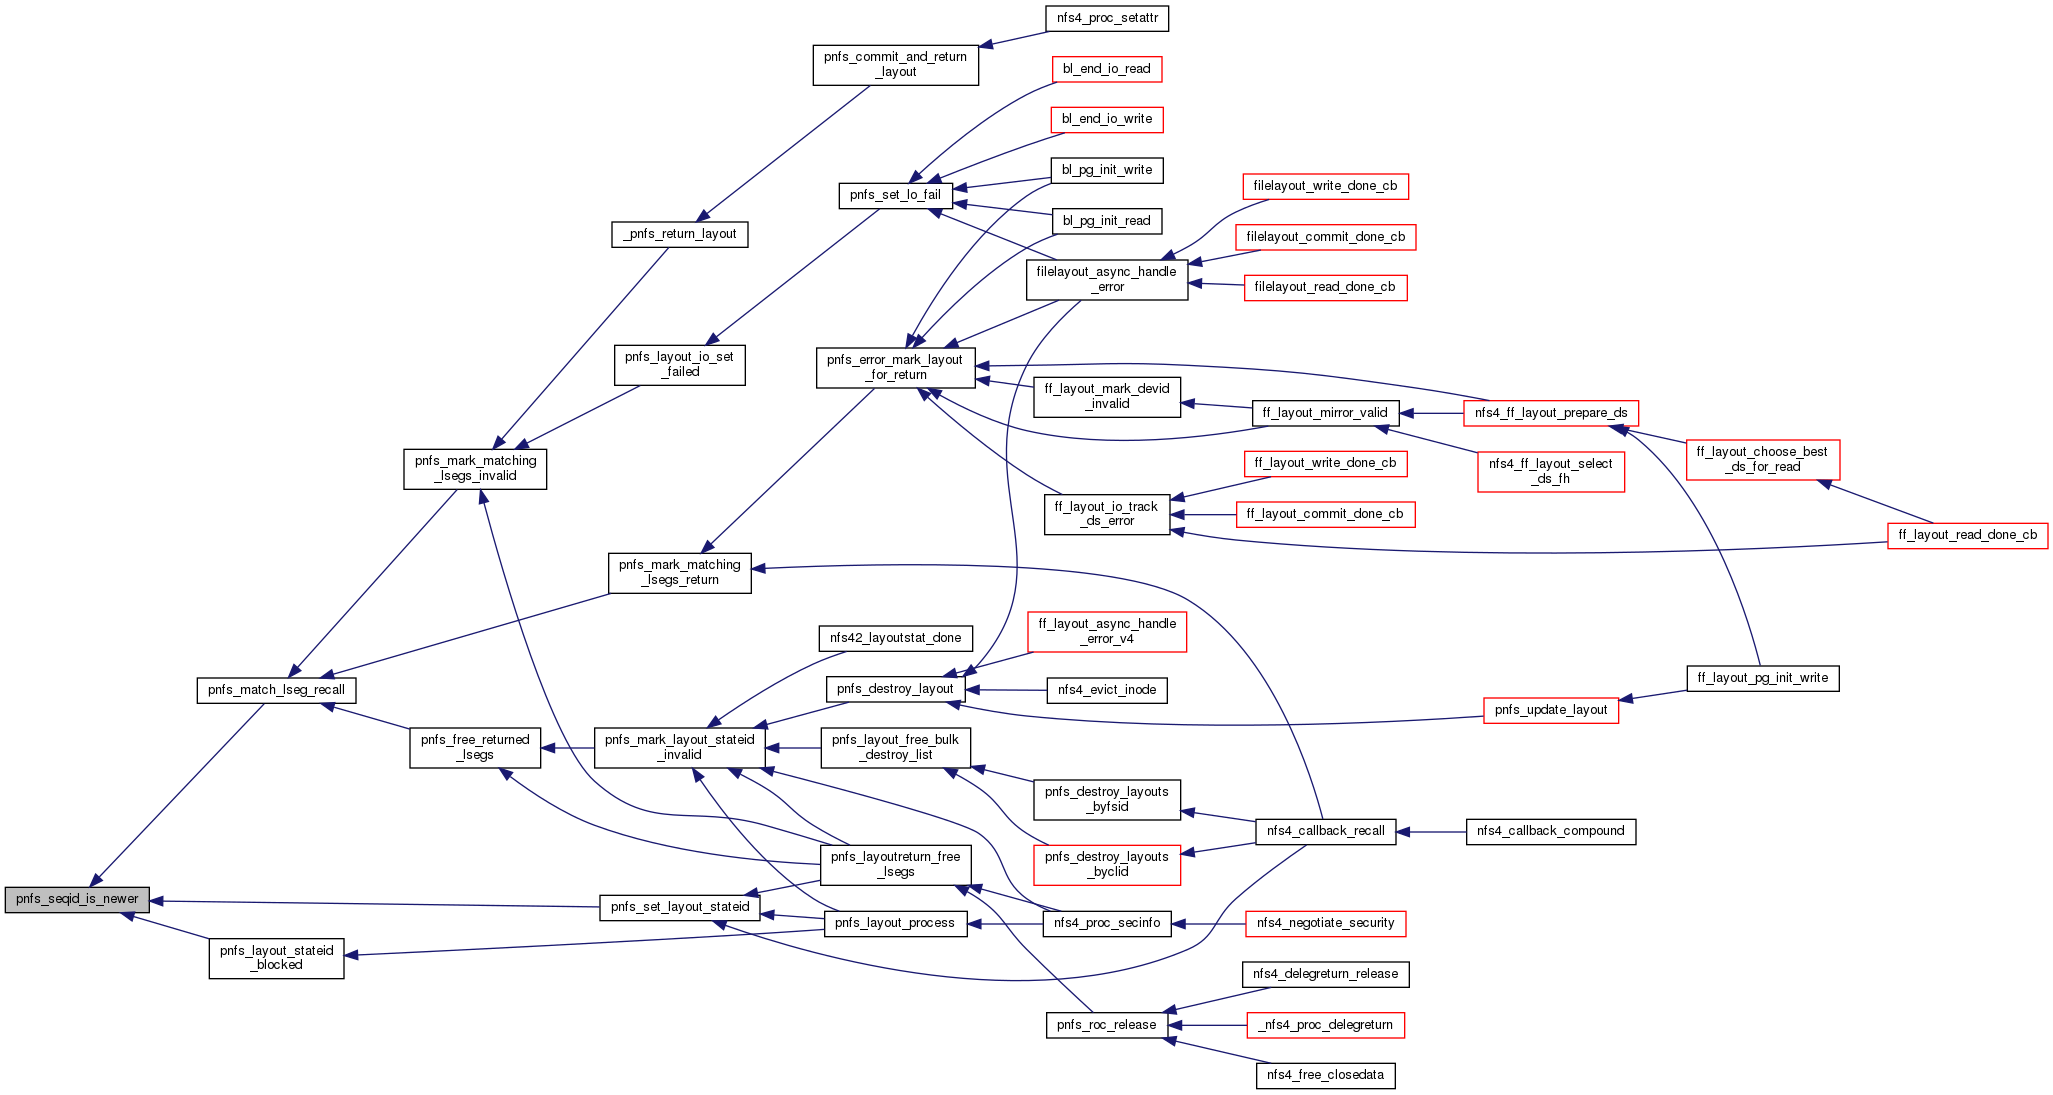 nfs4_proc_setattr
pnfs_commit_and_return
_layout
bl_end_io_read
bl_end_io_write
bl_pg_init_write
pnfs_set_lo_fail
filelayout_write_done_cb
bl_pg_init_read
_pnfs_return_layout
filelayout_commit_done_cb
filelayout_async_handle
_error
filelayout_read_done_cb
pnfs_layout_io_set
_failed
pnfs_error_mark_layout
_for_return
ff_layout_mark_devid
_invalid
ff_layout_mirror_valid
nfs4_ff_layout_prepare_ds
ff_layout_choose_best
_ds_for_read
pnfs_mark_matching
_lsegs_invalid
ff_layout_write_done_cb
nfs4_ff_layout_select
_ds_fh
ff_layout_io_track
_ds_error
ff_layout_commit_done_cb
ff_layout_read_done_cb
pnfs_mark_matching
_lsegs_return
nfs42_layoutstat_done
ff_layout_async_handle
_error_v4
ff_layout_pg_init_write
pnfs_match_lseg_recall
pnfs_destroy_layout
nfs4_evict_inode
pnfs_update_layout
pnfs_free_returned
_lsegs
pnfs_mark_layout_stateid
_invalid
pnfs_layout_free_bulk
_destroy_list
pnfs_destroy_layouts
_byfsid
nfs4_callback_recall
nfs4_callback_compound
pnfs_layoutreturn_free
_lsegs
pnfs_destroy_layouts
_byclid
pnfs_seqid_is_newer
pnfs_set_layout_stateid
pnfs_layout_process
nfs4_proc_secinfo
nfs4_negotiate_security
pnfs_layout_stateid
_blocked
nfs4_delegreturn_release
pnfs_roc_release
_nfs4_proc_delegreturn
nfs4_free_closedata